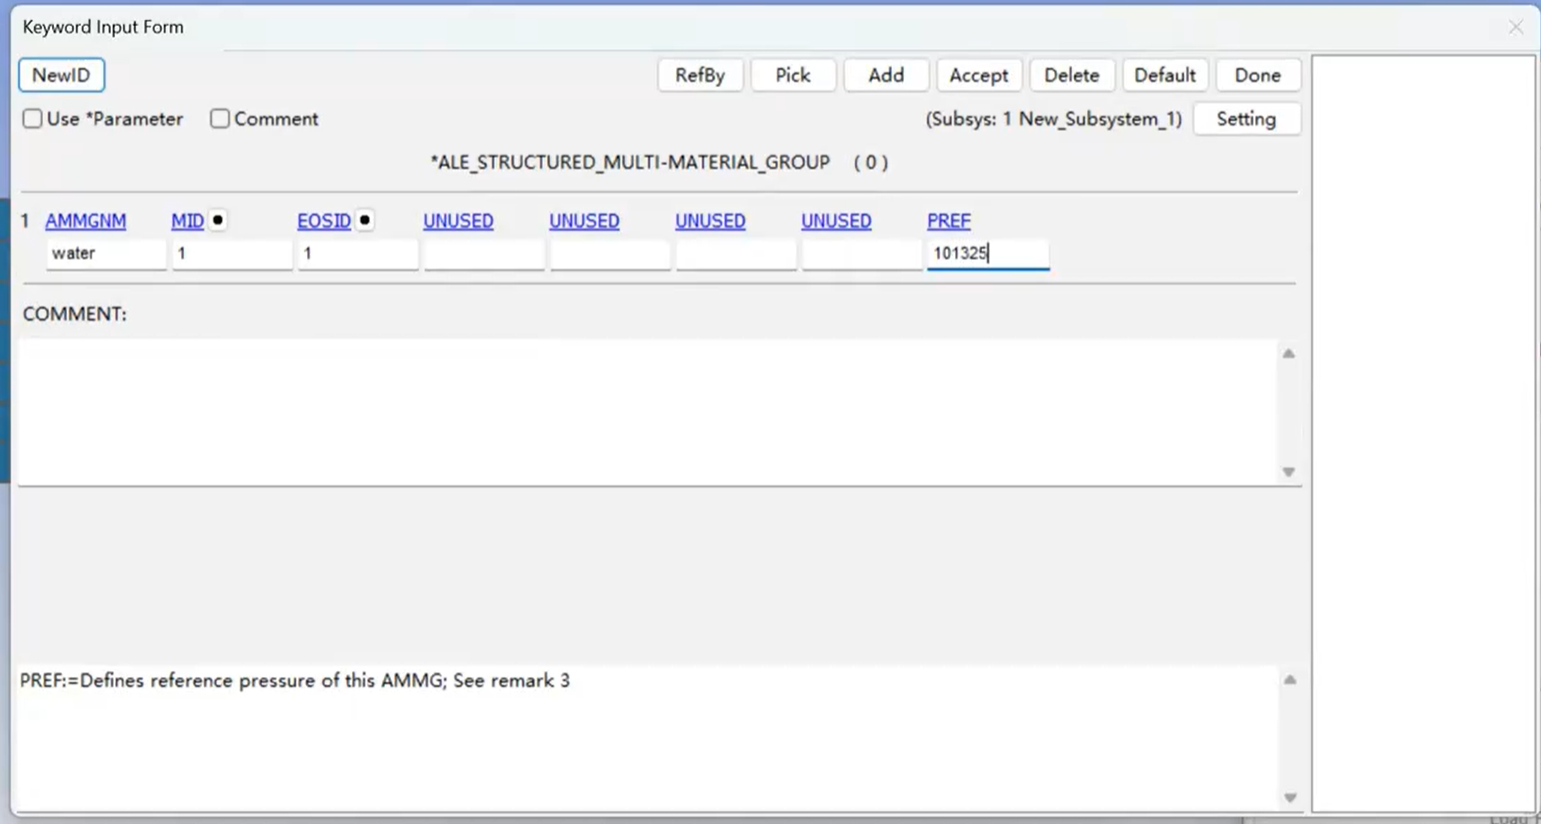 Keyword Input Form
NewID RefBy Pick Add Accept Delete Default Done
Use *Parameter Comment (Subsys: 1 New_Subsystem_1) Setting
*ALE_STRUCTURED_MULTI-MATERIAL_GROUP (0)
1 AMMGNM MID EOSID UNUSED UNUSED UNUSED UNUSED PREF
water 1 1 101325
COMMENT:
PREF:=Defines reference pressure of this AMMG; See remark 3